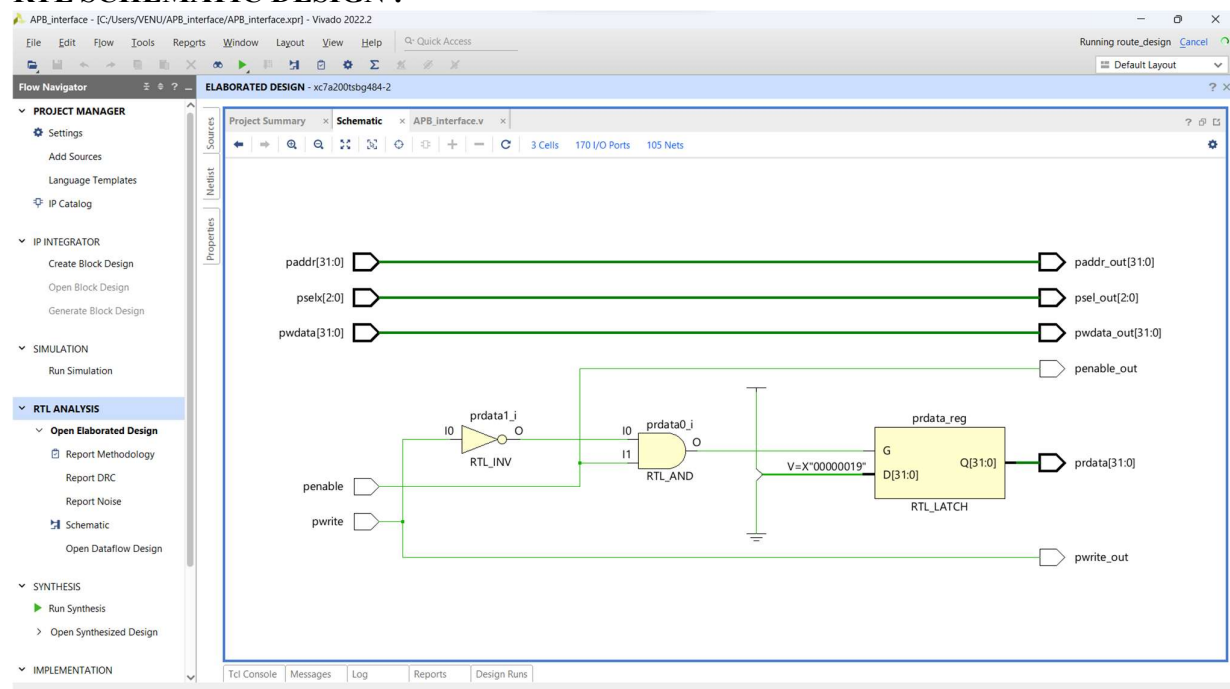 RTL SCHEMATIC DESIGN :
APB_interface - [C:/Users/VENU/APB_interface/APB_interface.xpr] - Vivado 2022.2
File Edit Flow Tools Reports Window Layout View Help Q- Quick Access
Running route_design Cancel
Default Layout
Flow Navigator
ELABORATED DESIGN - xc7a200tsbg484-2
PROJECT MANAGER
Settings
Add Sources
Language Templates
IP Catalog
IP INTEGRATOR
Create Block Design
Open Block Design
Generate Block Design
SIMULATION
Run Simulation
RTL ANALYSIS
Open Elaborated Design
Report Methodology
Report DRC
Report Noise
Schematic
Open Dataflow Design
SYNTHESIS
Run Synthesis
Open Synthesized Design
IMPLEMENTATION
Sources
Netlist
Properties
Project Summary Schematic APB_interface.v
3 Cells 170 I/O Ports 105 Nets
paddr[31:0] paddr_out[31:0]
pselx[2:0] psel_out[2:0]
pwdata[31:0] pwdata_out[31:0]
penable_out
prdata1_i
I0 O
RTL_INV
prdata0_i
I0 O
I1
RTL_AND
prdata_reg
G
V=X"00000019" D[31:0] Q[31:0] prdata[31:0]
RTL_LATCH
penable
pwrite
pwrite_out
Tcl Console Messages Log Reports Design Runs